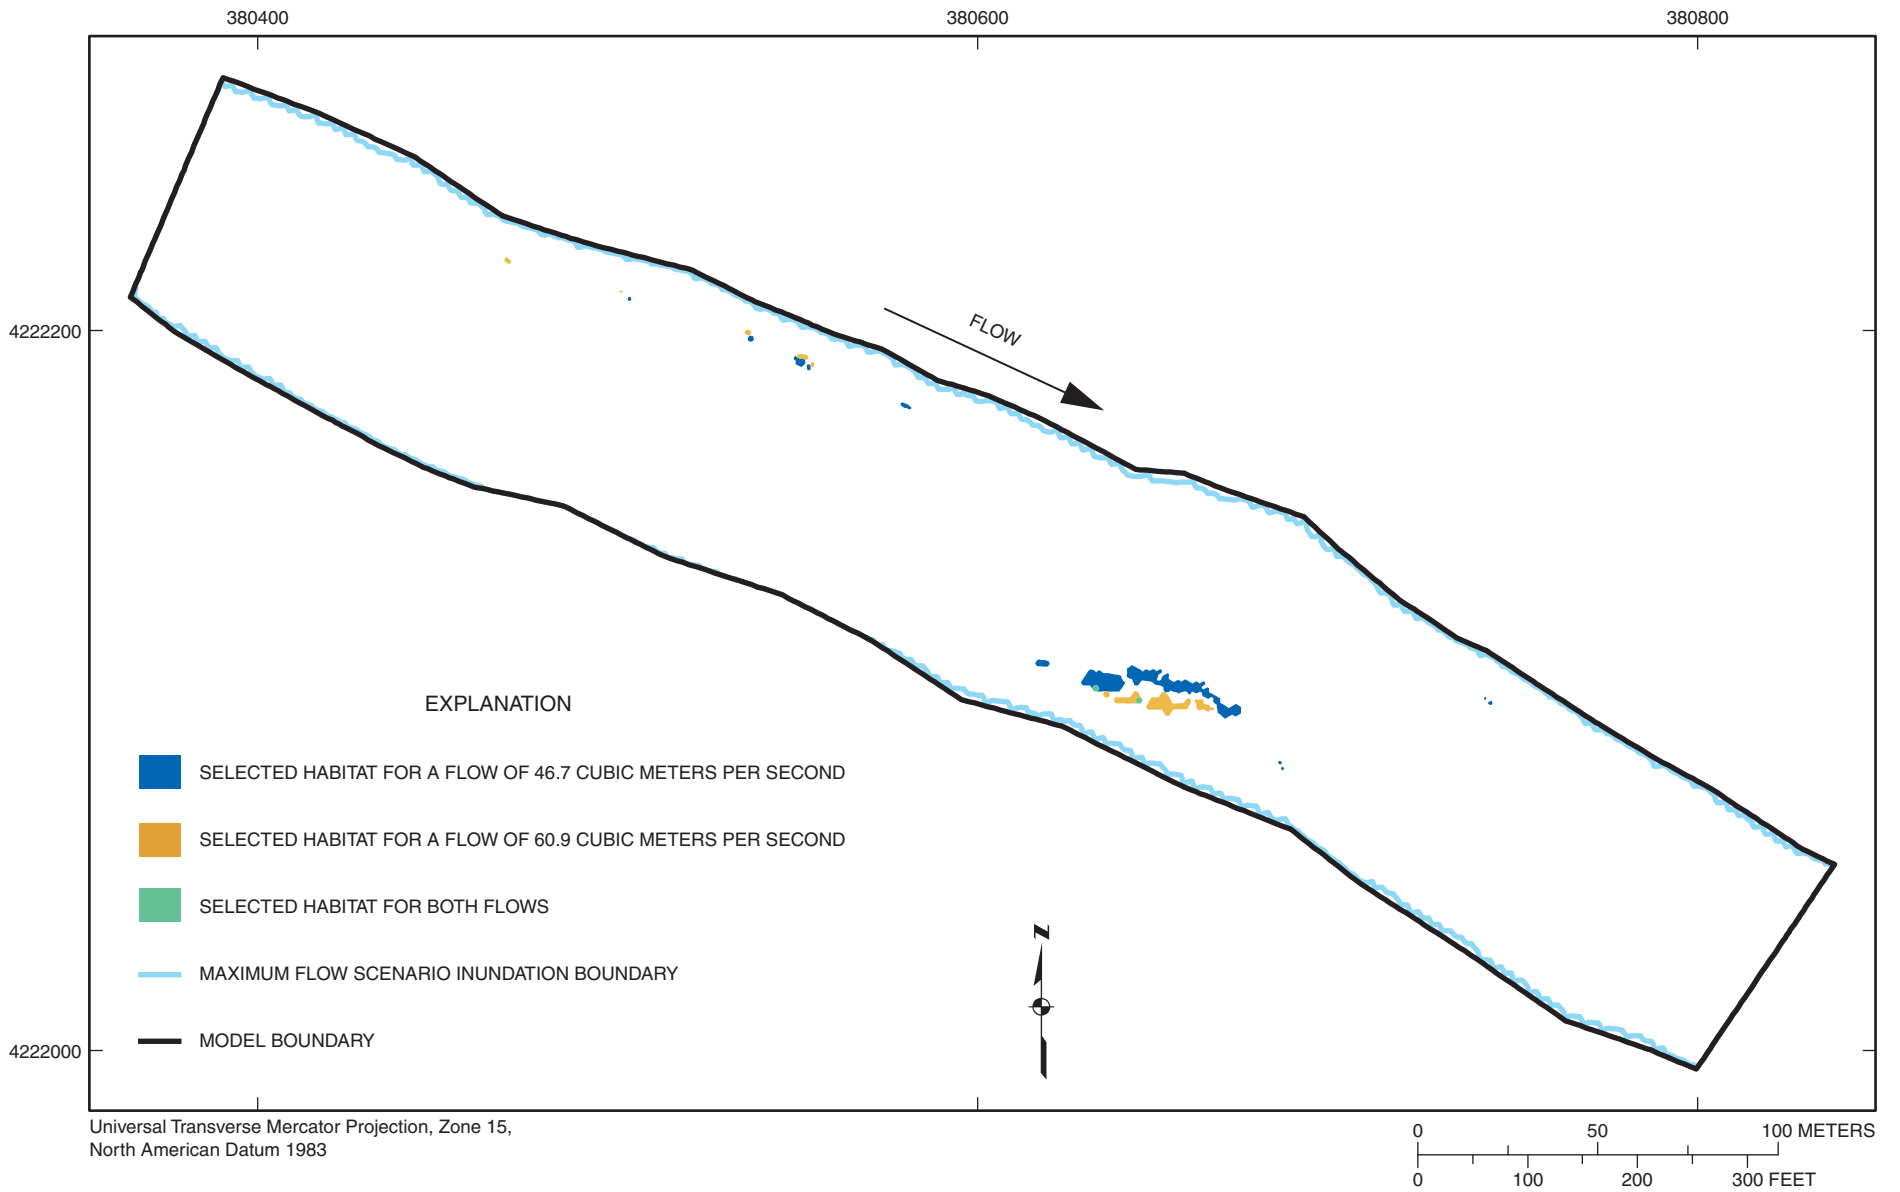 380400
380600
380800
FLOW
4222200
EXPLANATION
SELECTED HABITAT FOR A FLOW OF 46.7 CUBIC METERS PER SECOND
SELECTED HABITAT FOR A FLOW OF 60.9 CUBIC METERS PER SECOND
SELECTED HABITAT FOR BOTH FLOWS
MAXIMUM FLOW SCENARIO INUNDATION BOUNDARY
MODEL BOUNDARY
N
4222000
Universal Transverse Mercator Projection, Zone 15,
North American Datum 1983
0 50 100 METERS
0 100 200 300 FEET